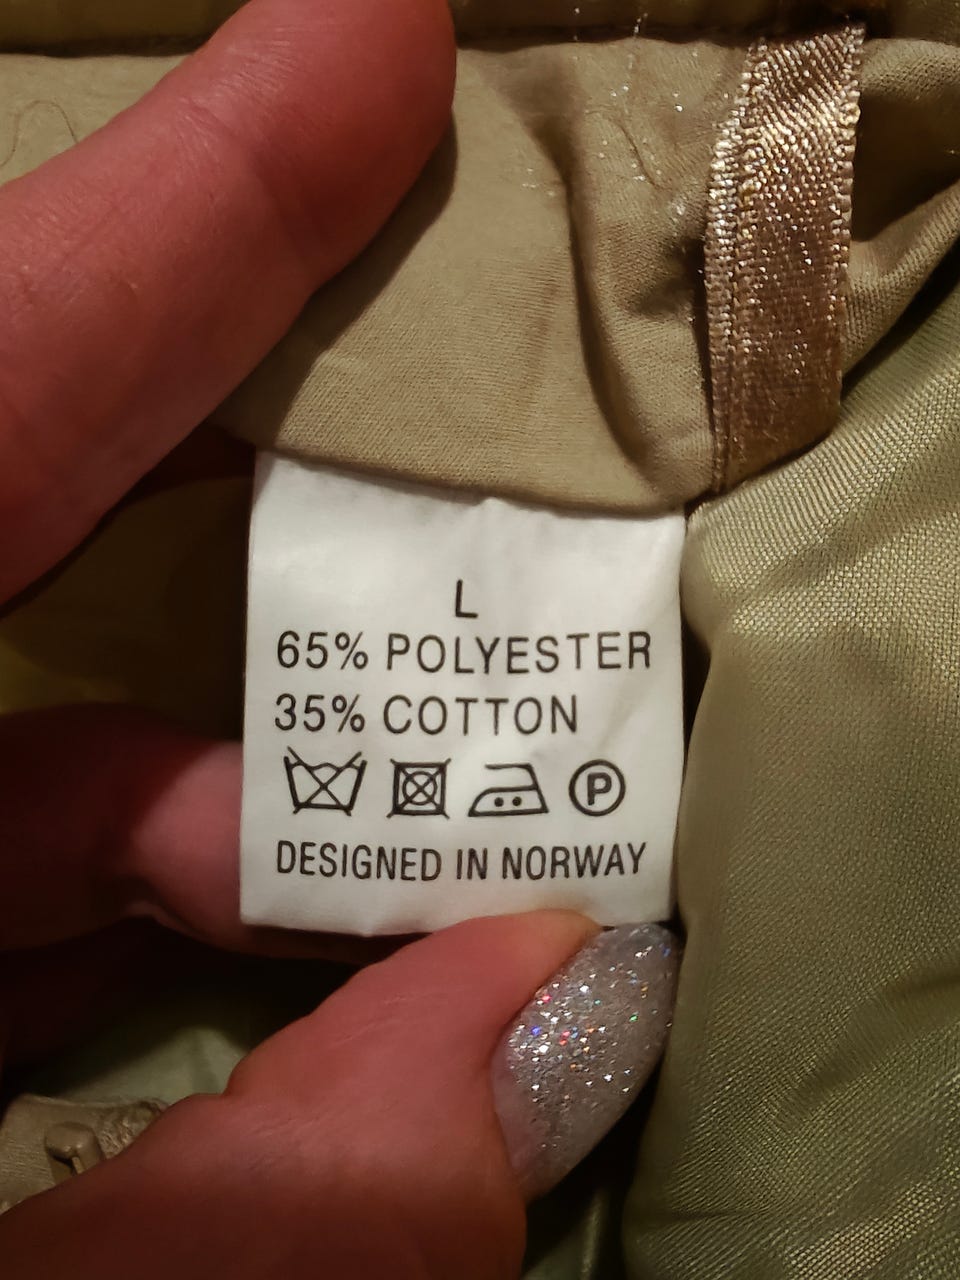 L
65% POLYESTER
35% COTTON
P
DESIGNED IN NORWAY